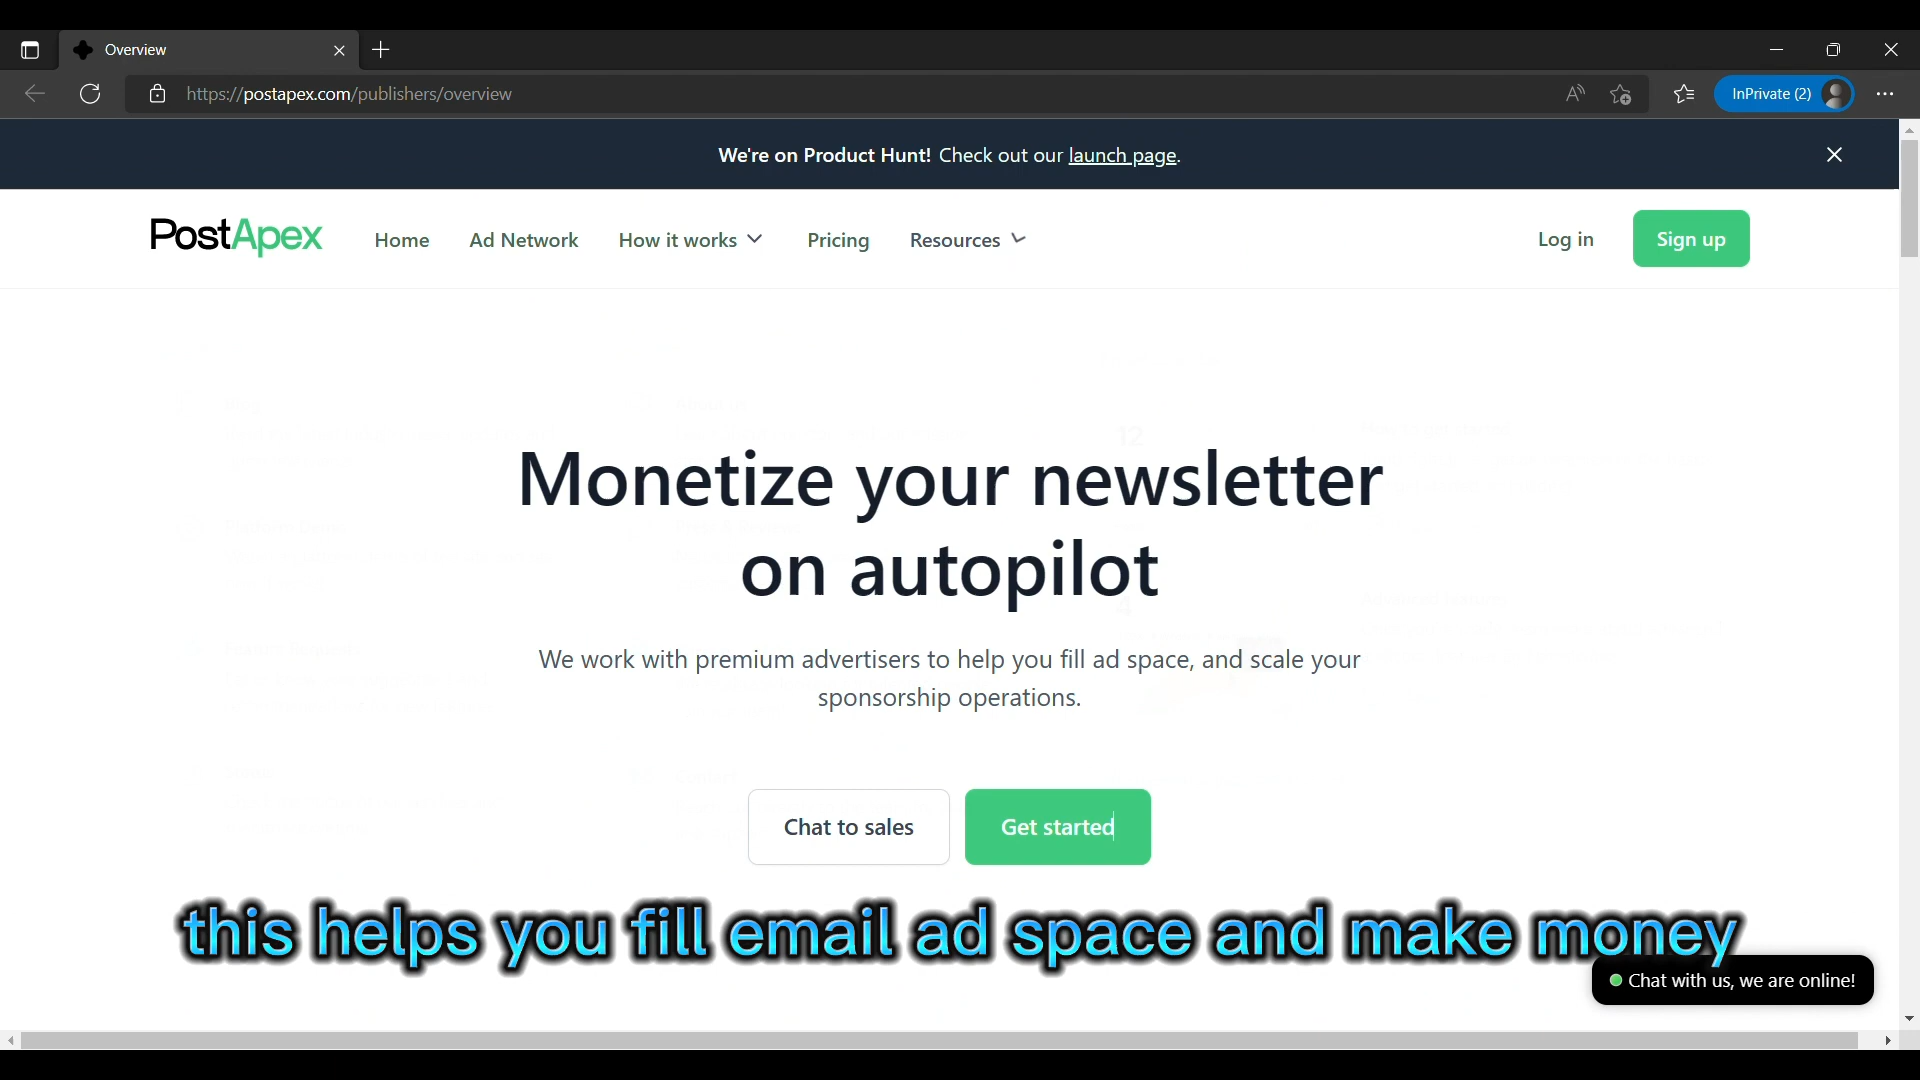 Overview
https://postapex.com/publishers/overview
InPrivate (2)
We're on Product Hunt! Check out our launch page.
PostApex
Home
Ad Network
How it works
Pricing
Resources
Log in
Sign up
Monetize your newsletter
on autopilot
We work with premium advertisers to help you fill ad space, and scale your
sponsorship operations.
Chat to sales
Get started
this helps you fill email ad space and make money
Chat with us, we are online!